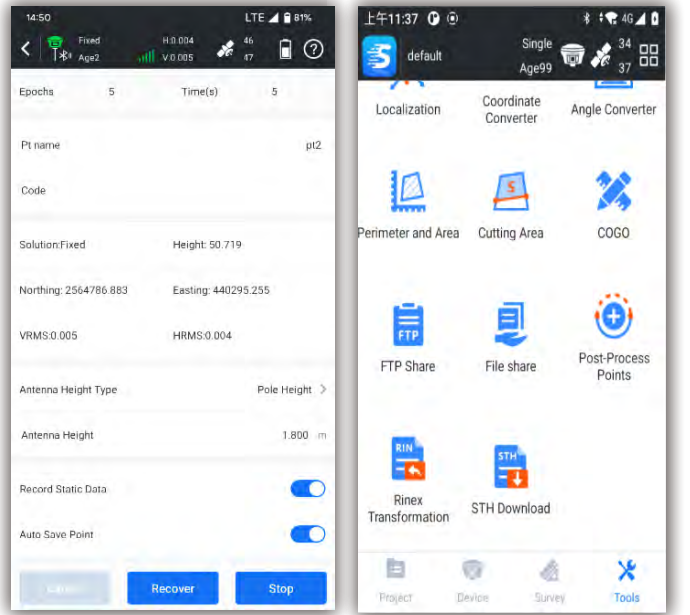 14:50
LTE
81%
Fixed
H:0.004
46
Age2
V:0.005
47
Epochs 5 Time(s) 5
Pt name pt2
Code
Solution:Fixed Height: 50.719
Northing: 2564786.883 Easting: 440295.255
VRMS:0.005 HRMS:0.004
Antenna Height Type Pole Height >
Antenna Height 1.800 m
Record Static Data
Auto Save Point
Recover Stop
上午11:37
4G
default
Single
34
Age99
37
Localization
Coordinate
Converter
Angle Converter
Perimeter and Area
S
Cutting Area
COGO
FTP
FTP Share
File share
Post-Process
Points
RIN
Rinex
Transformation
STH
STH Download
Project Device Survey Tools